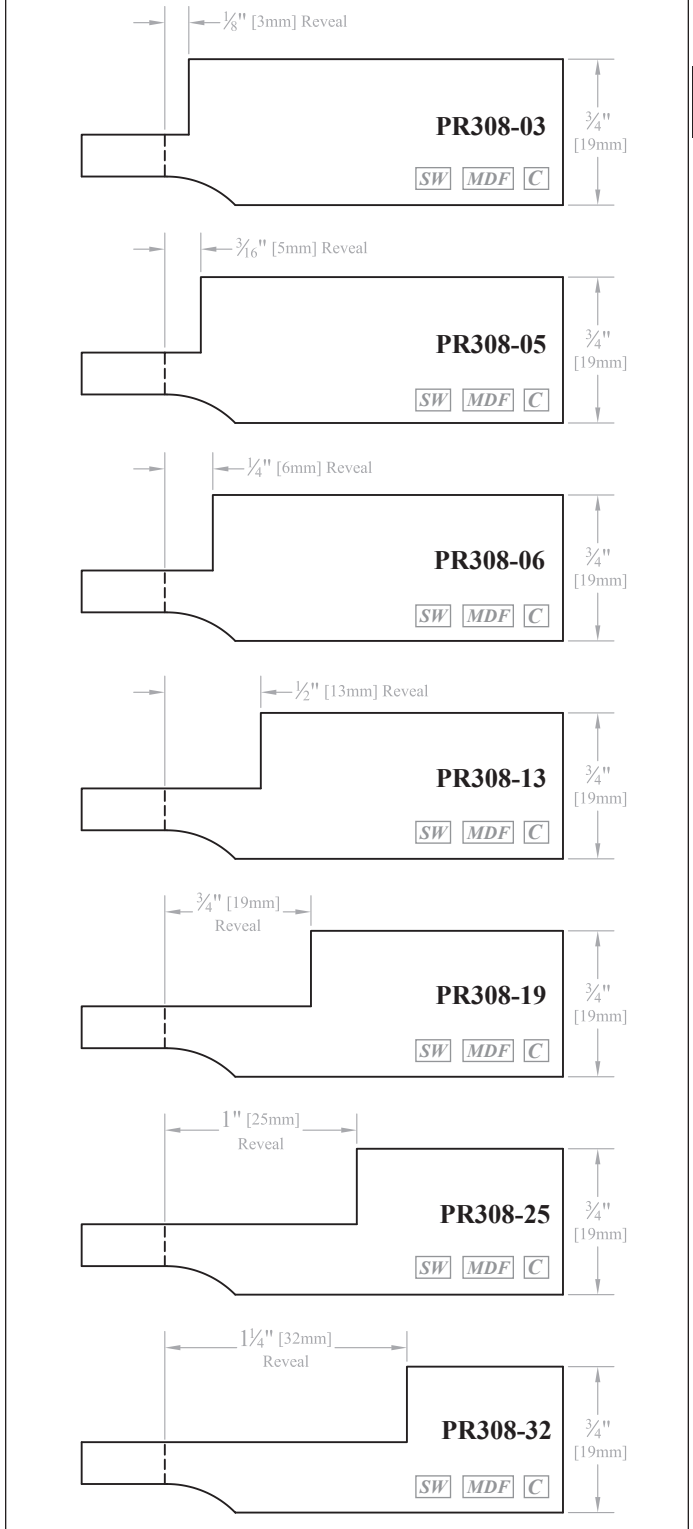 ⅛" [3mm] Reveal
PR308-03
SW MDF C
¾"
[19mm]
3⁄16" [5mm] Reveal
PR308-05
SW MDF C
¾"
[19mm]
¼" [6mm] Reveal
PR308-06
SW MDF C
¾"
[19mm]
½" [13mm] Reveal
PR308-13
SW MDF C
¾"
[19mm]
¾" [19mm]
Reveal
PR308-19
SW MDF C
¾"
[19mm]
1" [25mm]
Reveal
PR308-25
SW MDF C
¾"
[19mm]
1¼" [32mm]
Reveal
PR308-32
SW MDF C
¾"
[19mm]